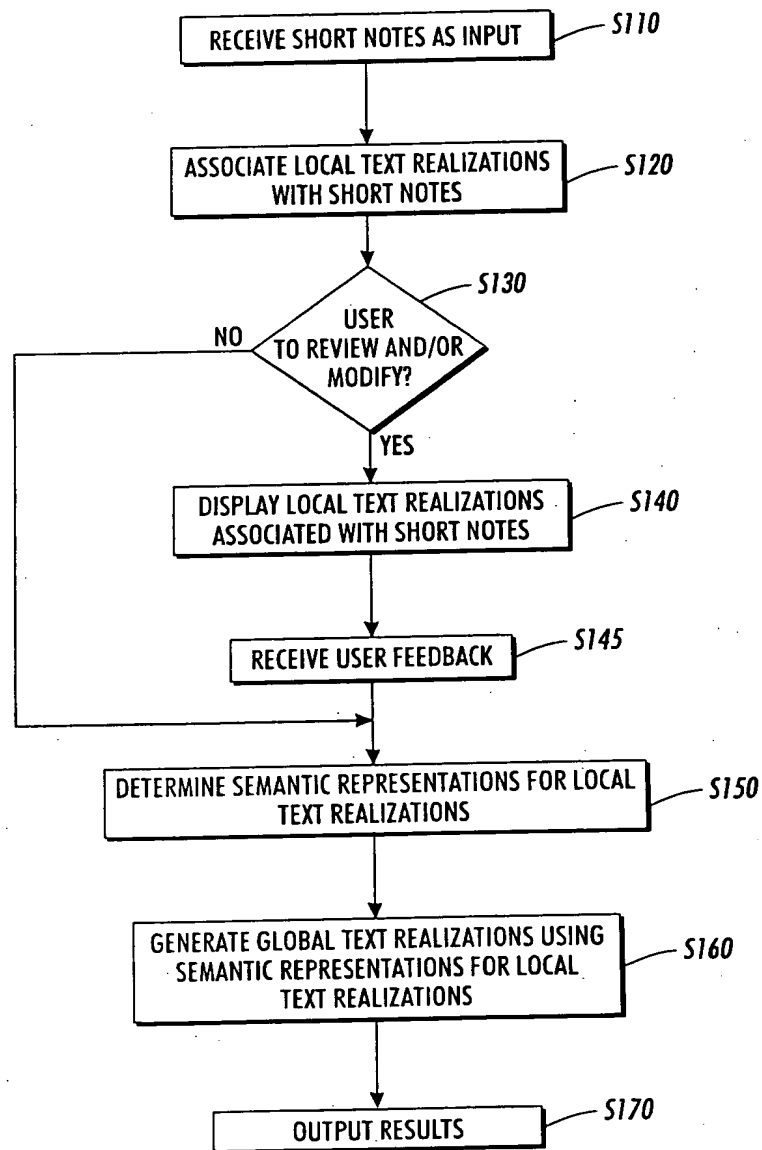 RECEIVE SHORT NOTES AS INPUT
S110
ASSOCIATE LOCAL TEXT REALIZATIONS
WITH SHORT NOTES
S120
S130
USER
TO REVIEW AND/OR
MODIFY?
NO
YES
DISPLAY LOCAL TEXT REALIZATIONS
ASSOCIATED WITH SHORT NOTES
S140
RECEIVE USER FEEDBACK
S145
DETERMINE SEMANTIC REPRESENTATIONS FOR LOCAL
TEXT REALIZATIONS
S150
GENERATE GLOBAL TEXT REALIZATIONS USING
SEMANTIC REPRESENTATIONS FOR LOCAL
TEXT REALIZATIONS
S160
OUTPUT RESULTS
S170